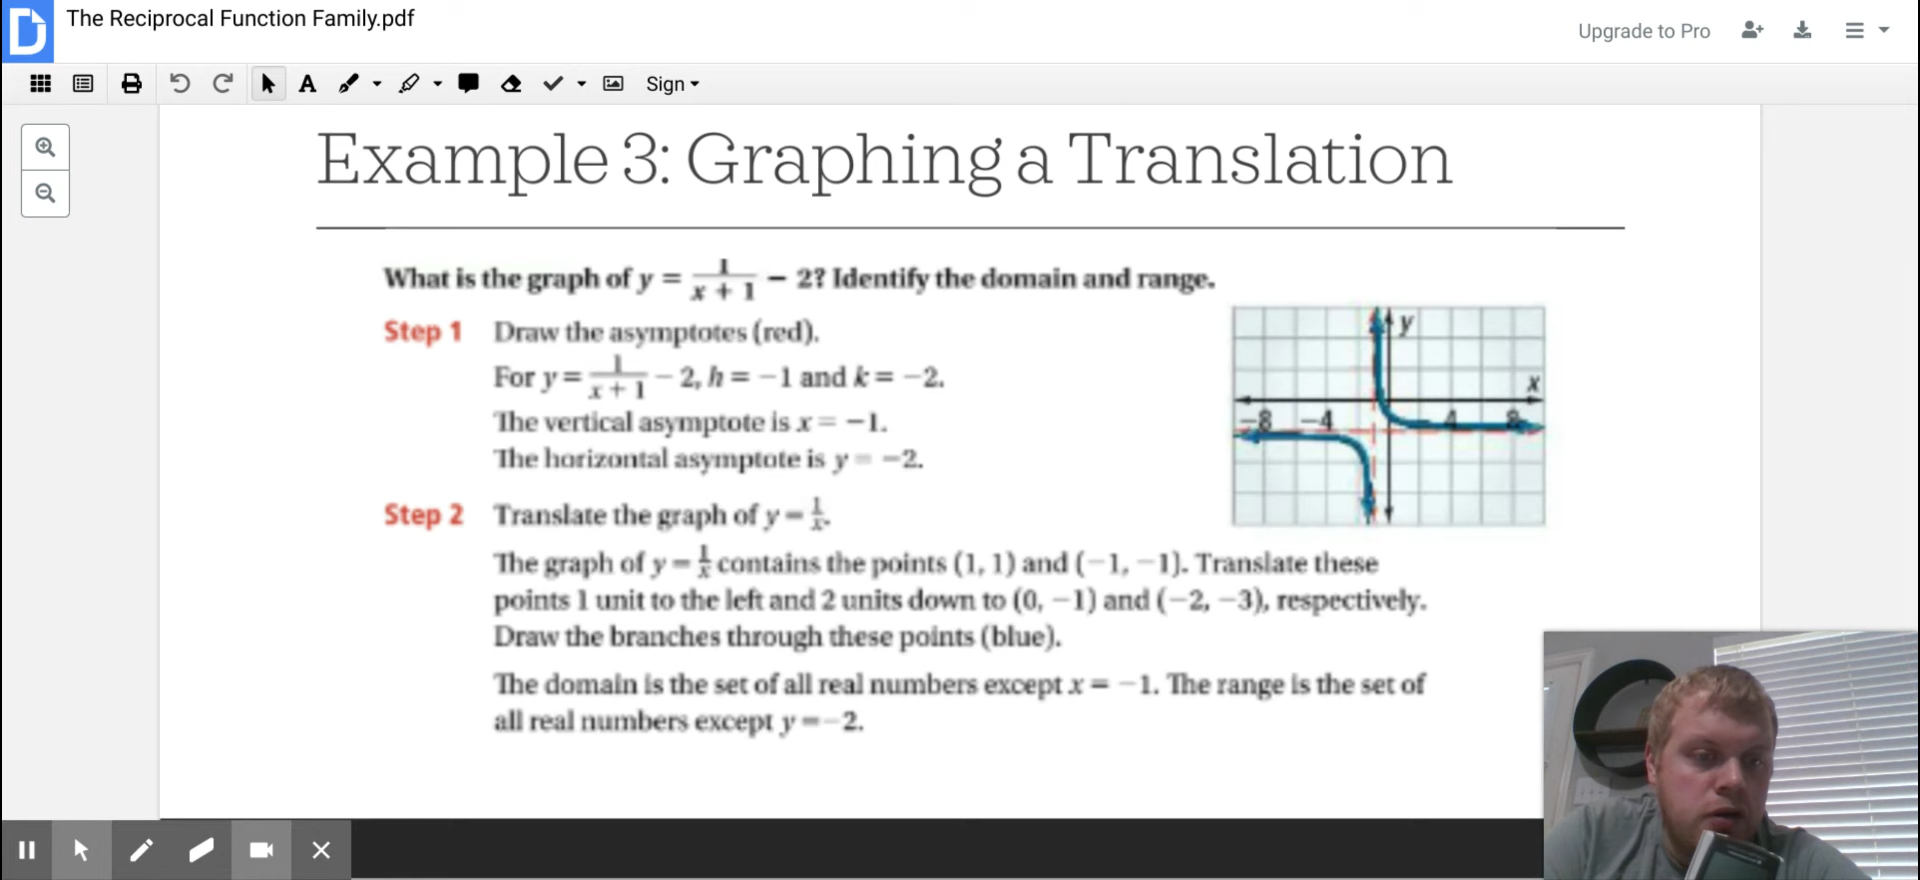 The Reciprocal Function Family.pdf
Upgrade to Pro
A
Sign
Example 3: Graphing a Translation
What is the graph of y = 1/(x + 1) − 2? Identify the domain and range.
Step 1 Draw the asymptotes (red).
For y = 1/(x + 1) − 2, h = −1 and k = −2.
The vertical asymptote is x = −1.
The horizontal asymptote is y = −2.
y
x
−8 −4 4 8
Step 2 Translate the graph of y = 1/x.
The graph of y = 1/x contains the points (1, 1) and (−1, −1). Translate these
points 1 unit to the left and 2 units down to (0, −1) and (−2, −3), respectively.
Draw the branches through these points (blue).
The domain is the set of all real numbers except x = −1. The range is the set of
all real numbers except y = −2.